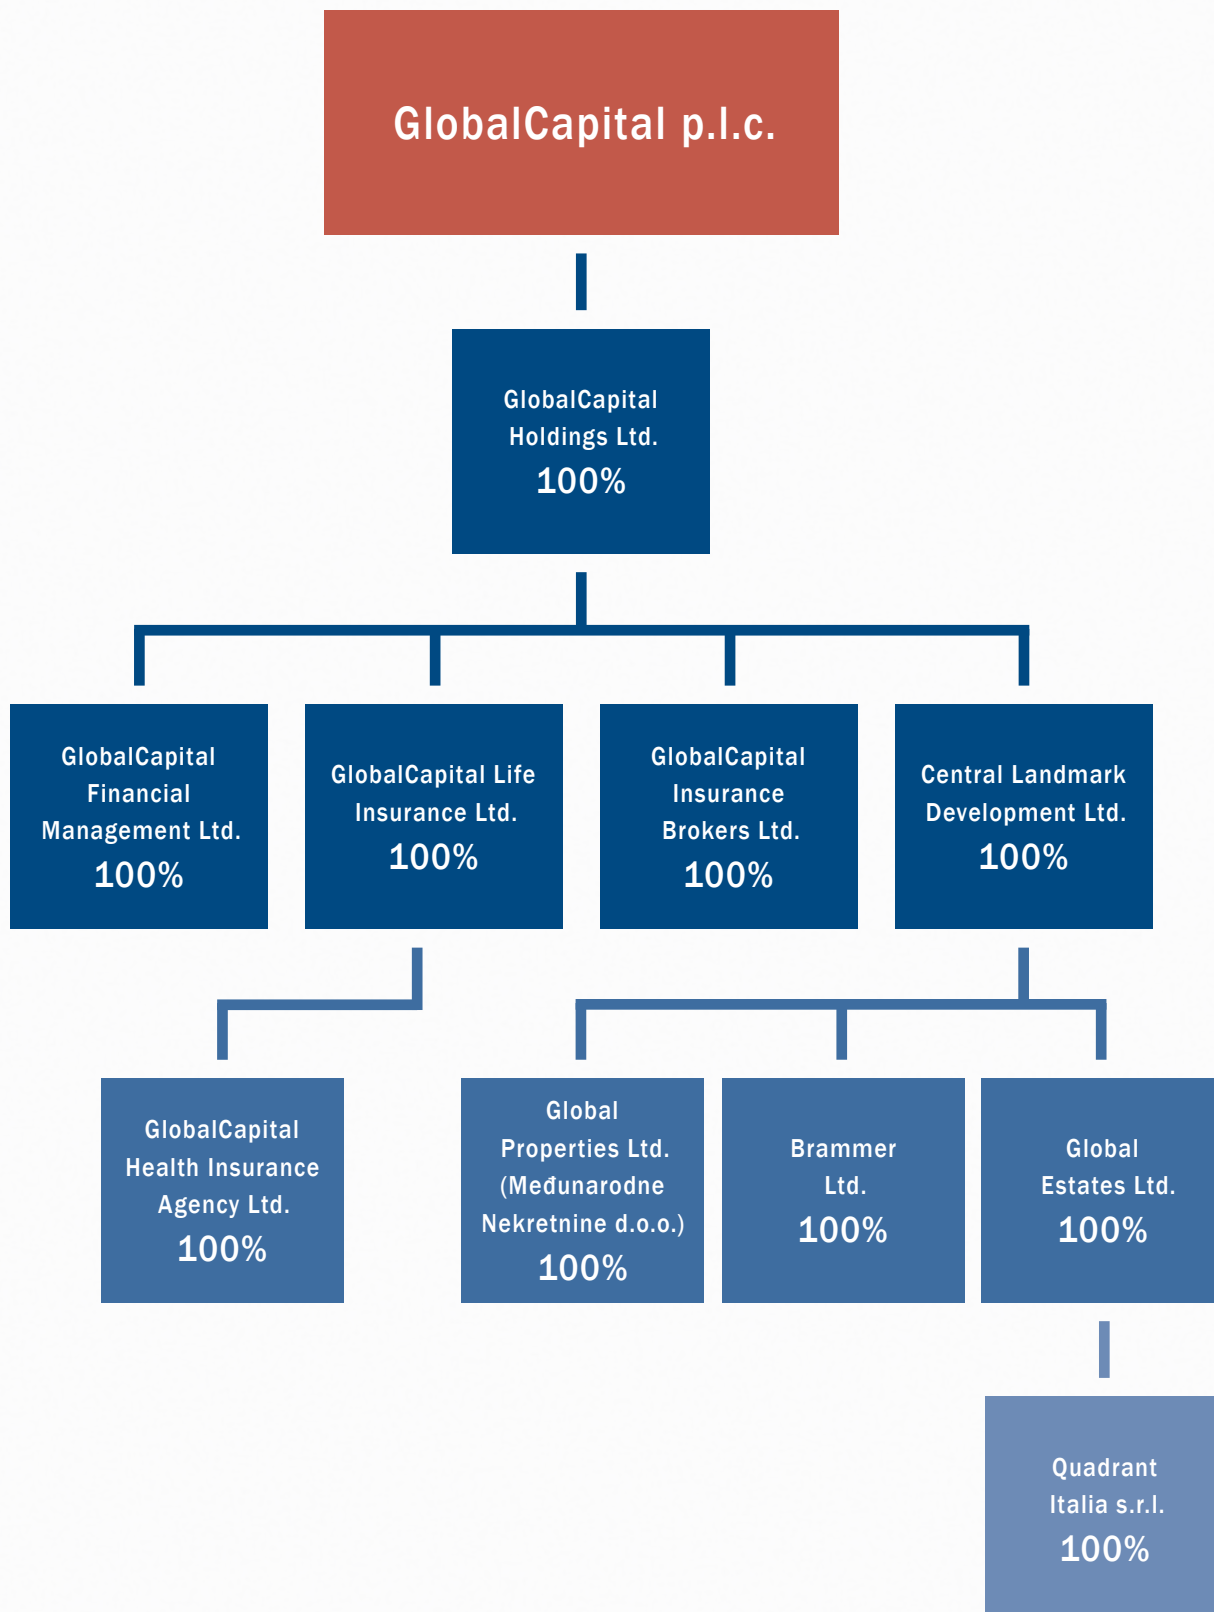 GlobalCapital p.l.c.
GlobalCapital
Holdings Ltd.
100%
GlobalCapital
Financial
Management Ltd.
100%
GlobalCapital Life
Insurance Ltd.
100%
GlobalCapital
Insurance
Brokers Ltd.
100%
Central Landmark
Development Ltd.
100%
GlobalCapital
Health Insurance
Agency Ltd.
100%
Global
Properties Ltd.
(Međunarodne
Nekretnine d.o.o.)
100%
Brammer
Ltd.
100%
Global
Estates Ltd.
100%
Quadrant
Italia s.r.l.
100%